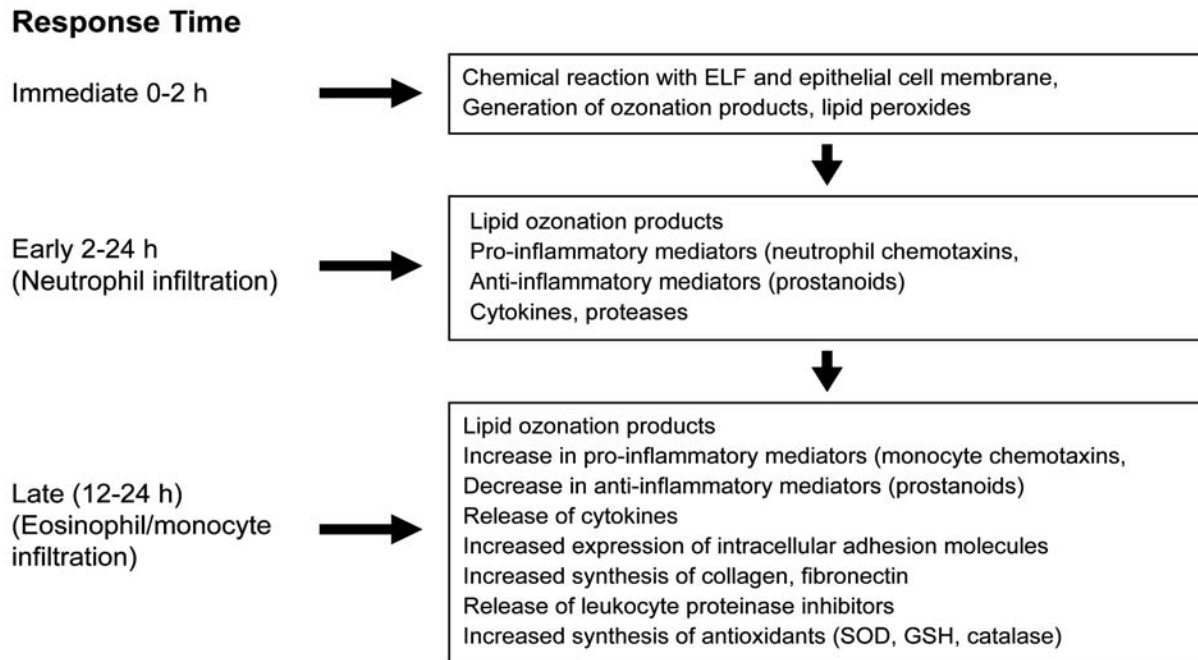 Response Time
Immediate 0-2 h
Chemical reaction with ELF and epithelial cell membrane,
Generation of ozonation products, lipid peroxides
Early 2-24 h
(Neutrophil infiltration)
Lipid ozonation products
Pro-inflammatory mediators (neutrophil chemotaxins,
Anti-inflammatory mediators (prostanoids)
Cytokines, proteases
Late (12-24 h)
(Eosinophil/monocyte
infiltration)
Lipid ozonation products
Increase in pro-inflammatory mediators (monocyte chemotaxins,
Decrease in anti-inflammatory mediators (prostanoids)
Release of cytokines
Increased expression of intracellular adhesion molecules
Increased synthesis of collagen, fibronectin
Release of leukocyte proteinase inhibitors
Increased synthesis of antioxidants (SOD, GSH, catalase)